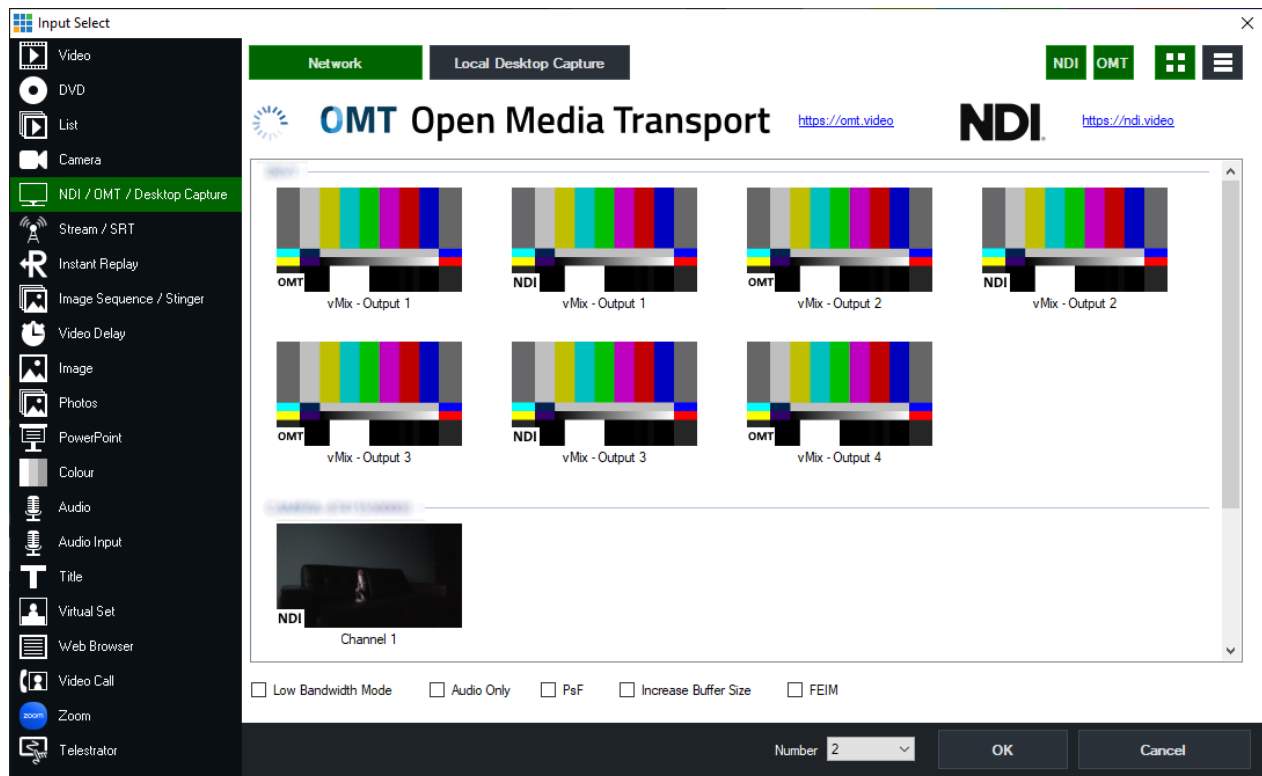 Input Select
Video
DVD
List
Camera
NDI / OMT / Desktop Capture
Stream / SRT
Instant Replay
Image Sequence / Stinger
Video Delay
Image
Photos
PowerPoint
Colour
Audio
Audio Input
Title
Virtual Set
Web Browser
Video Call
zoom Zoom
Telestrator
Network Local Desktop Capture NDI OMT
OMT Open Media Transport https://omt.video NDI. https://ndi.video
OMT NDI OMT NDI
vMix - Output 1 vMix - Output 1 vMix - Output 2 vMix - Output 2
OMT NDI OMT
vMix - Output 3 vMix - Output 3 vMix - Output 4
NDI
Channel 1
Low Bandwidth Mode Audio Only PsF Increase Buffer Size FEIM
Number 2 OK Cancel